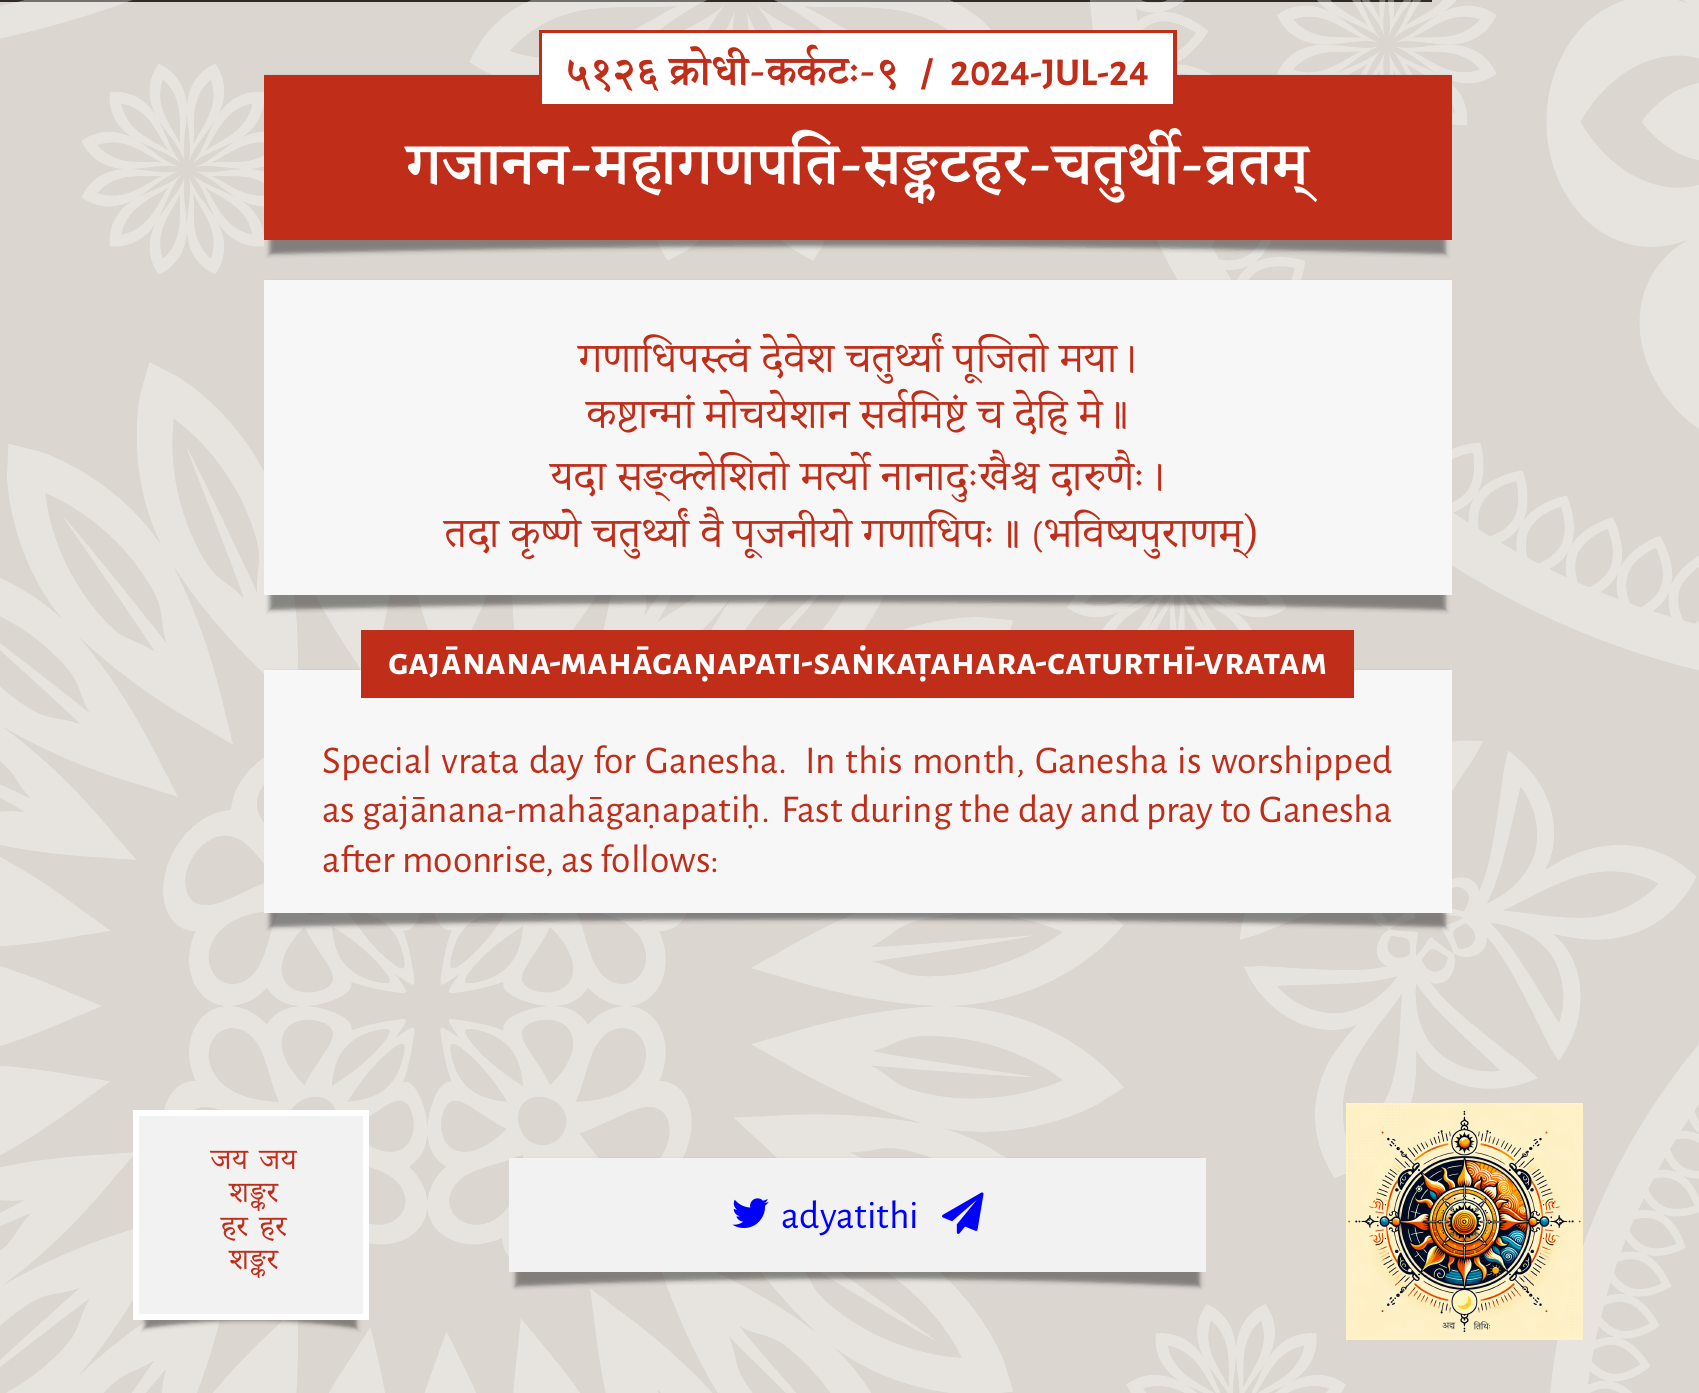 ५१२६ क्रोधी-कर्कटः-९ / 2024-JUL-24
गजानन-महागणपति-सङ्कटहर-चतुर्थी-व्रतम्
गणाधिपस्त्वं देवेश चतुर्थ्यां पूजितो मया।
कष्टान्मां मोचयेशान सर्वमिष्टं च देहि मे॥
यदा सङ्क्लेशितो मर्त्यो नानादुःखैश्च दारुणैः।
तदा कृष्णे चतुर्थ्यां वै पूजनीयो गणाधिपः॥ (भविष्यपुराणम्)
GAJĀNANA-MAHĀGAṆAPATI-SAṄKAṬAHARA-CATURTHĪ-VRATAM
Special vrata day for Ganesha. In this month, Ganesha is worshipped
as gajānana-mahāgaṇapatiḥ. Fast during the day and pray to Ganesha
after moonrise, as follows:
जय जय
शङ्कर
हर हर
शङ्कर
adyatithi
अद्य तिथिः